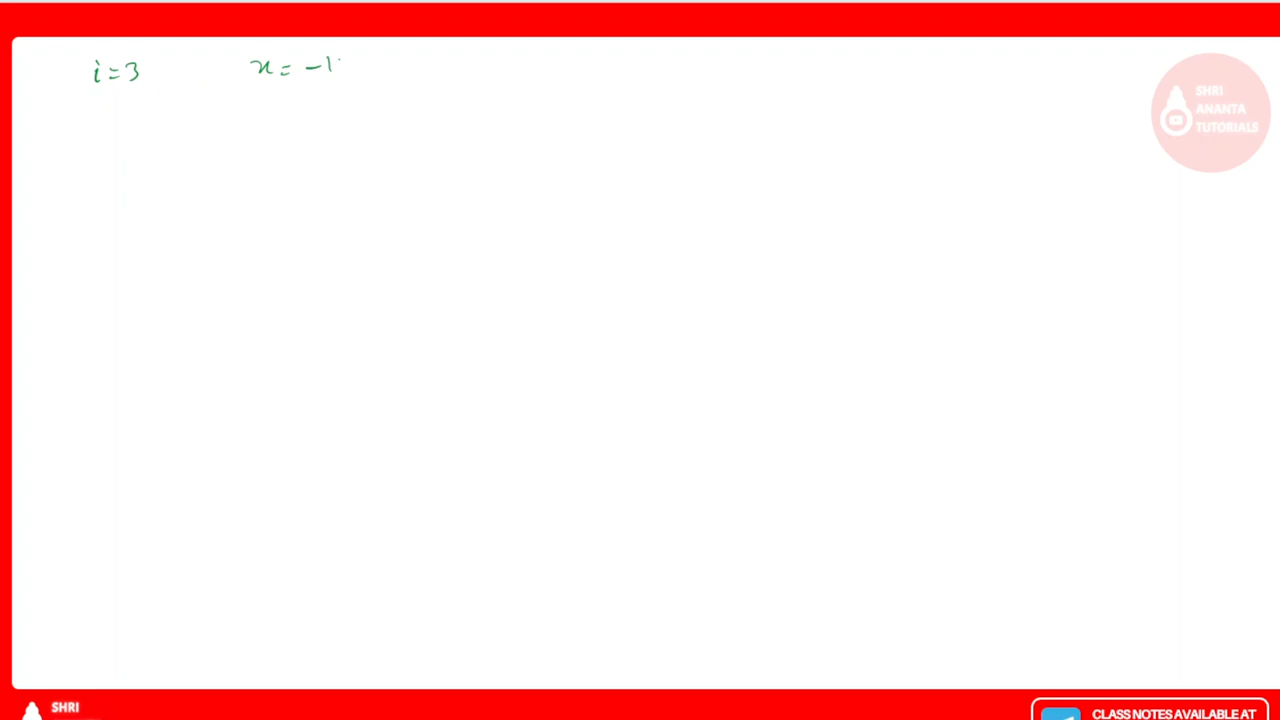 i = 3 x = -1
SHRI
ANANTA
TUTORIALS
SHRI
CLASS NOTES AVAILABLE AT